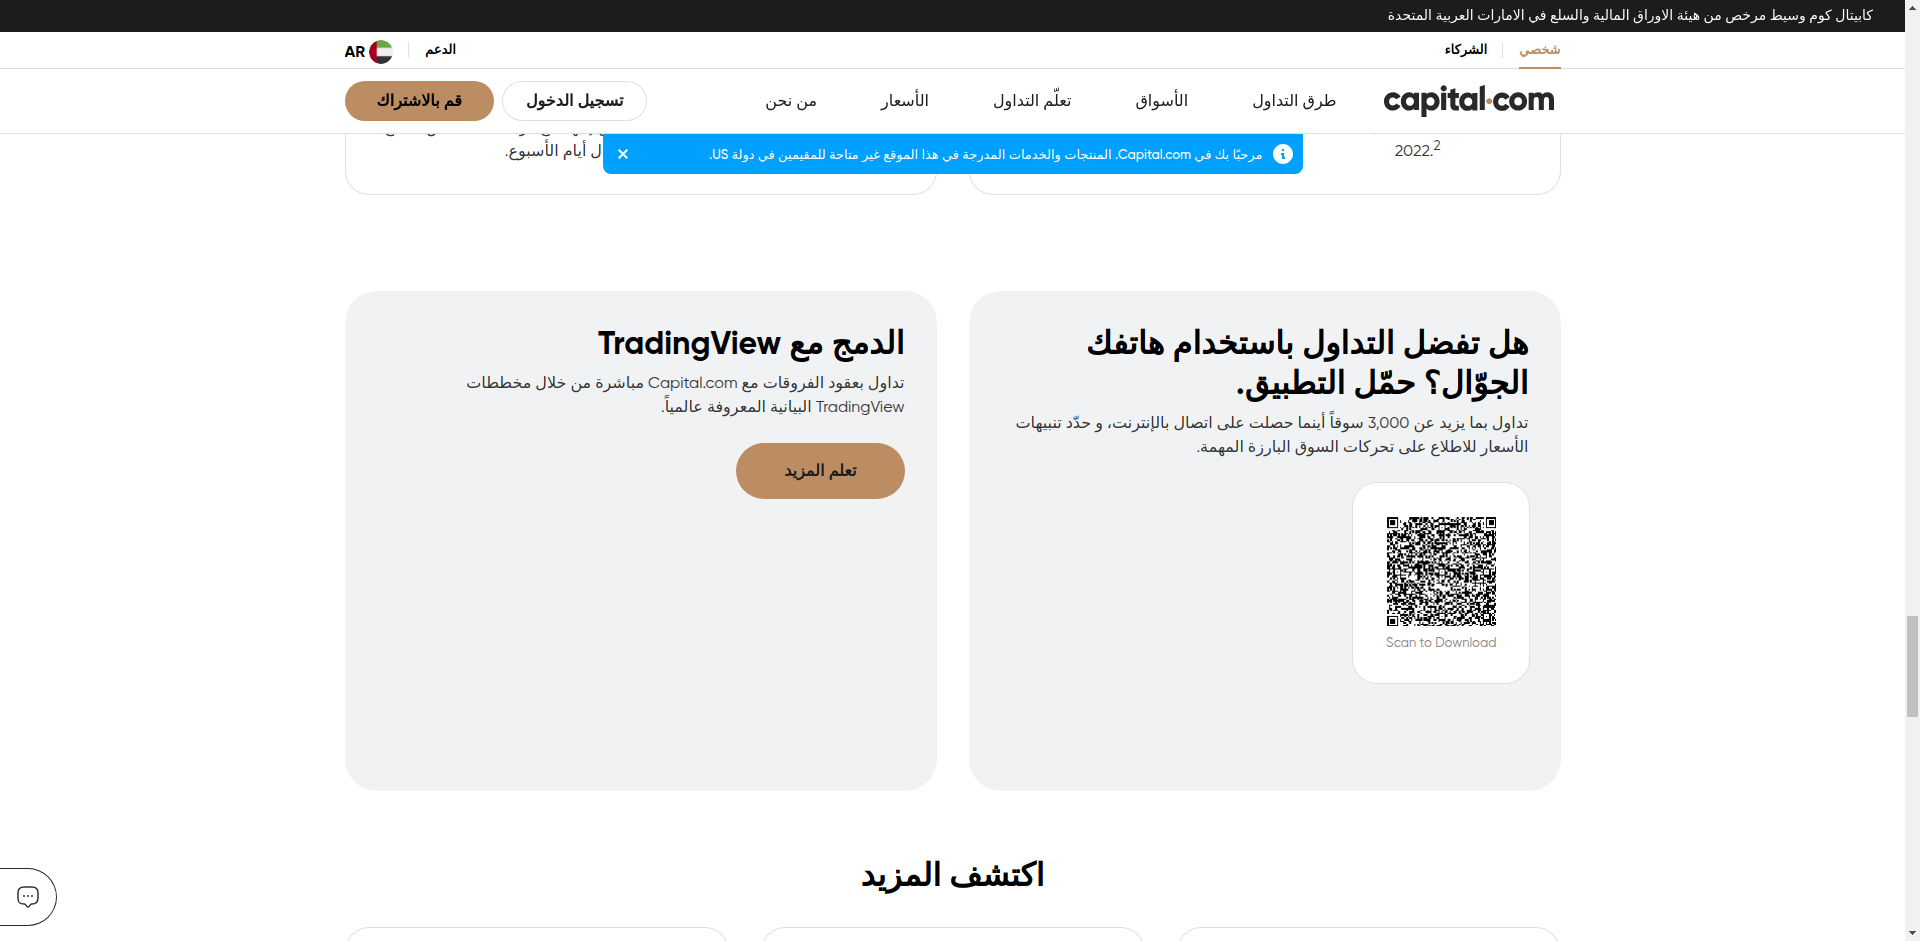 كابيتال كوم وسيط مرخص من هيئة الاوراق المالية والسلع في الامارات العربية المتحدة
شخصي
الشركاء
الدعم
AR
capital.com
طرق التداول
الأسواق
تعلّم التداول
الأسعار
من نحن
تسجيل الدخول
قم بالاشتراك
مرحبًا بك في Capital.com. المنتجات والخدمات المدرجة في هذا الموقع غير متاحة للمقيمين في دولة US.
2022.2
أيام الأسبوع.
هل تفضل التداول باستخدام هاتفك
الجوّال؟ حمّل التطبيق.
تداول بما يزيد عن 3,000 سوقاً أينما حصلت على اتصال بالإنترنت، و حدّد تنبيهات
الأسعار للاطلاع على تحركات السوق البارزة المهمة.
Scan to Download
الدمج مع TradingView
تداول بعقود الفروقات مع Capital.com مباشرة من خلال مخططات
TradingView البيانية المعروفة عالمياً.
تعلم المزيد
اكتشف المزيد